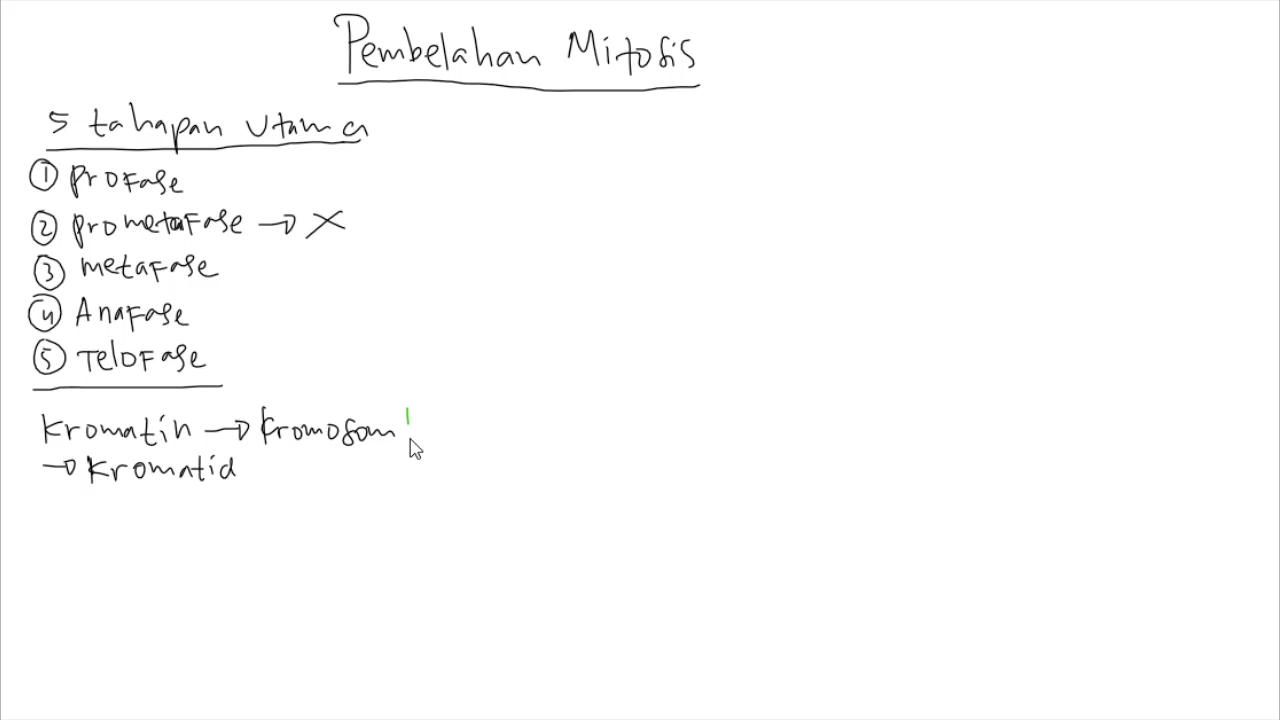 Pembelahan Mitosis
5 tahapan utama
① Profase
② Prometafase → X
③ Metafase
④ Anafase
⑤ Telofase
Kromatin → Kromosom
→ Kromatid